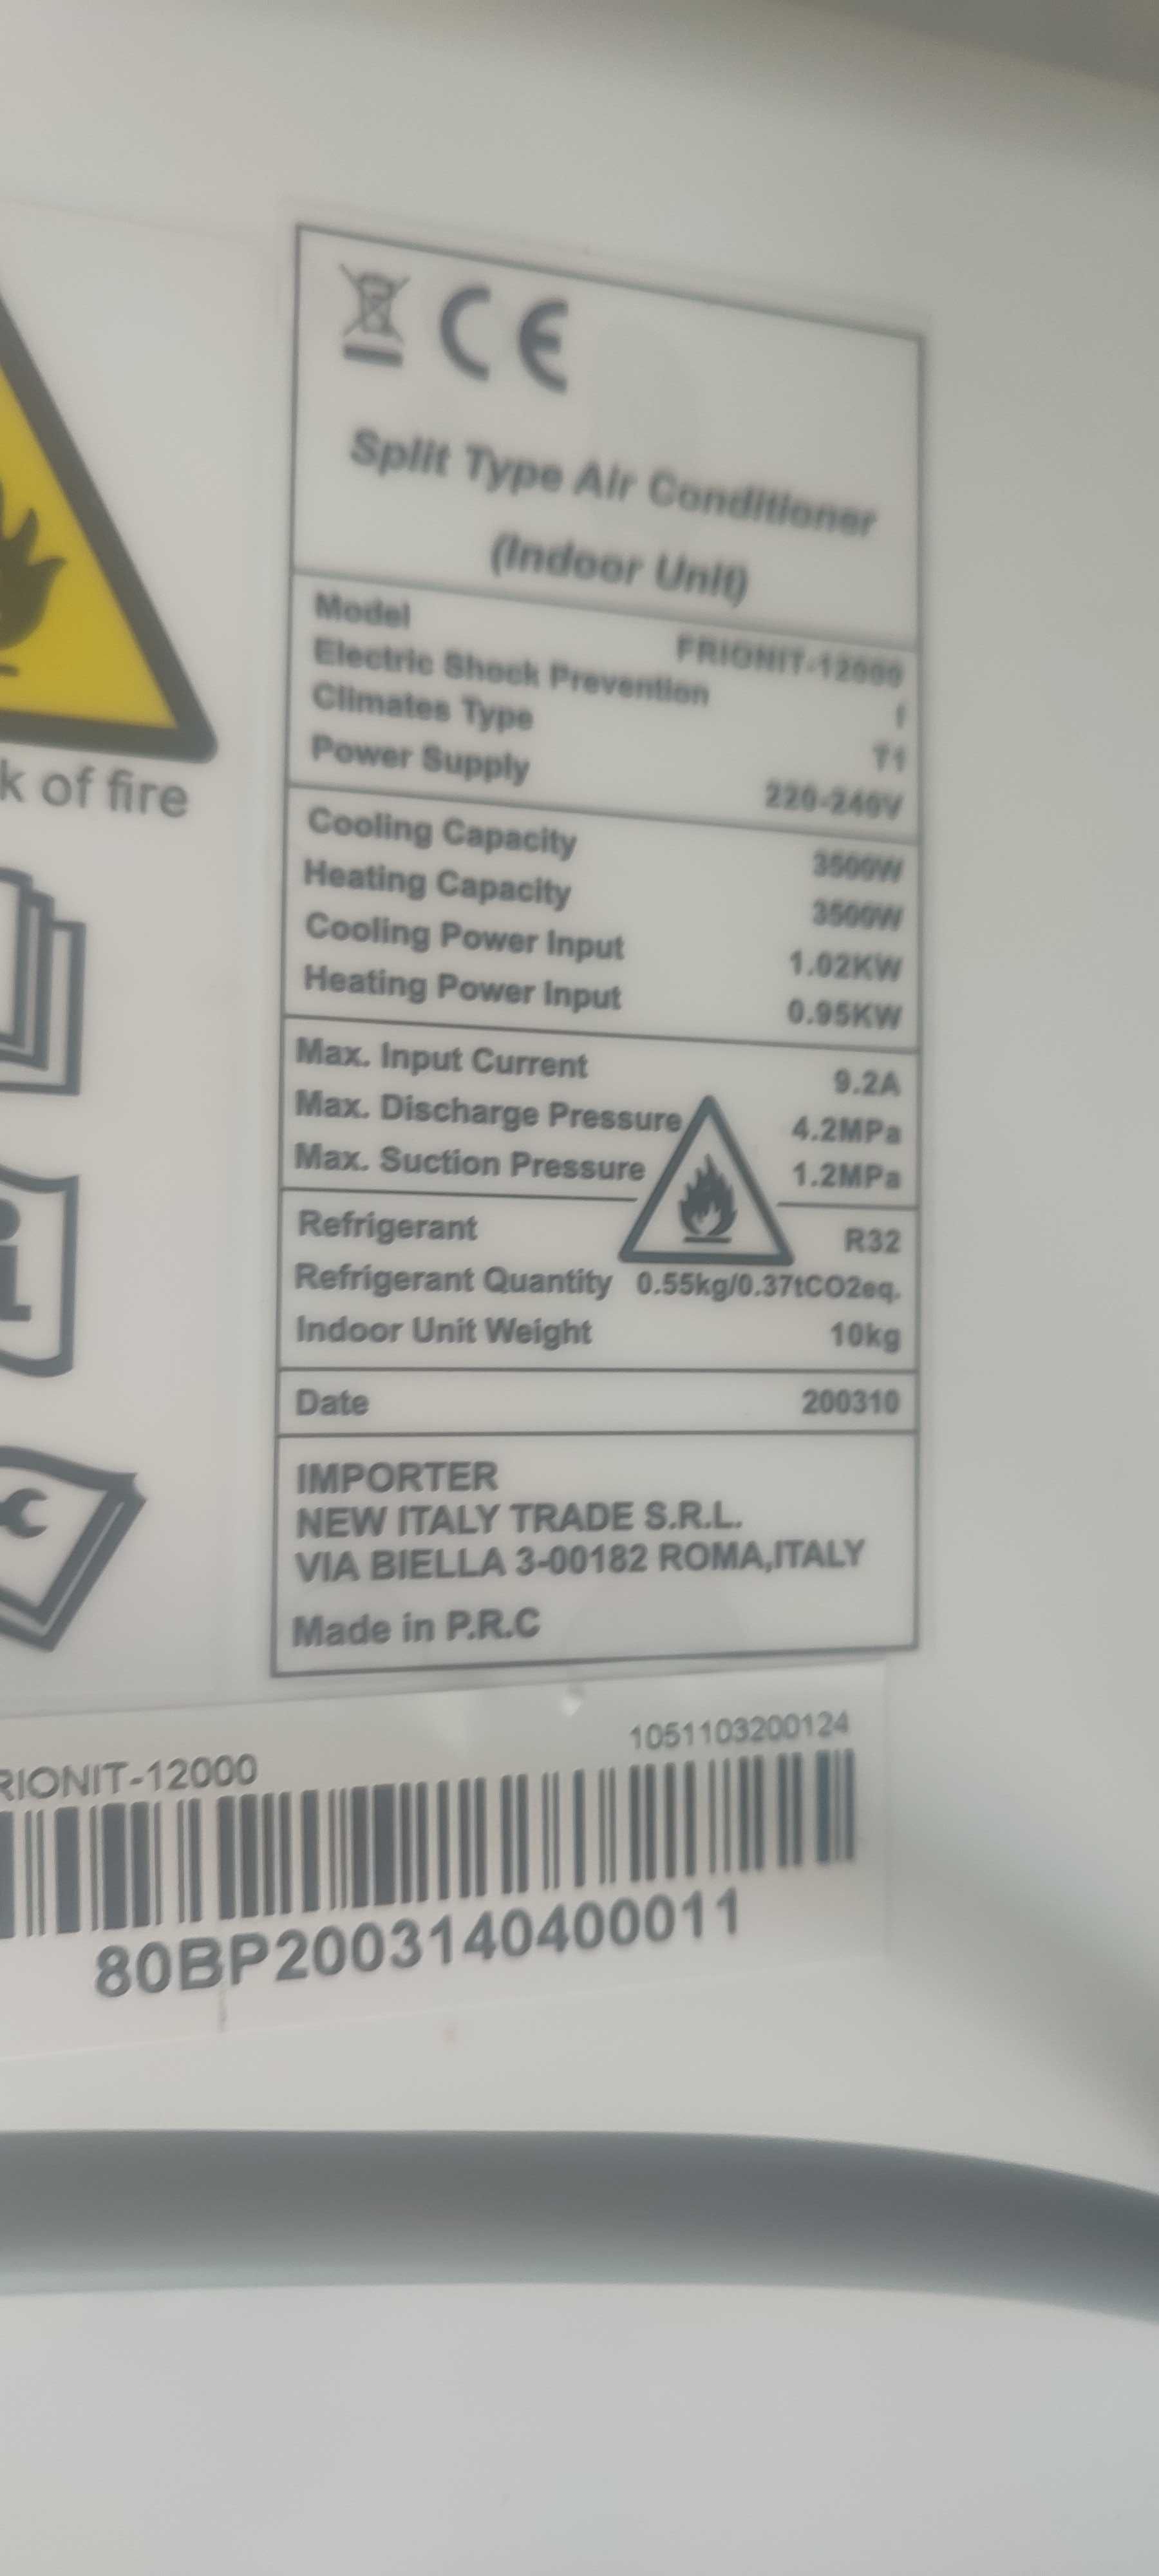 CE
Split Type Air Conditioner
(Indoor Unit)
Model FRIONIT-12000
Electric Shock Prevention I
Climates Type T1
Power Supply 220-240V
Cooling Capacity 3500W
Heating Capacity 3500W
Cooling Power Input 1.02KW
Heating Power Input 0.95KW
Max. Input Current 9.2A
Max. Discharge Pressure 4.2MPa
Max. Suction Pressure 1.2MPa
Refrigerant R32
Refrigerant Quantity 0.55kg/0.37tCO2eq.
Indoor Unit Weight 10kg
Date 200310
IMPORTER
NEW ITALY TRADE S.R.L.
VIA BIELLA 3-00182 ROMA,ITALY
Made in P.R.C
k of fire
RIONIT-12000 1051103200124
80BP2003140400011